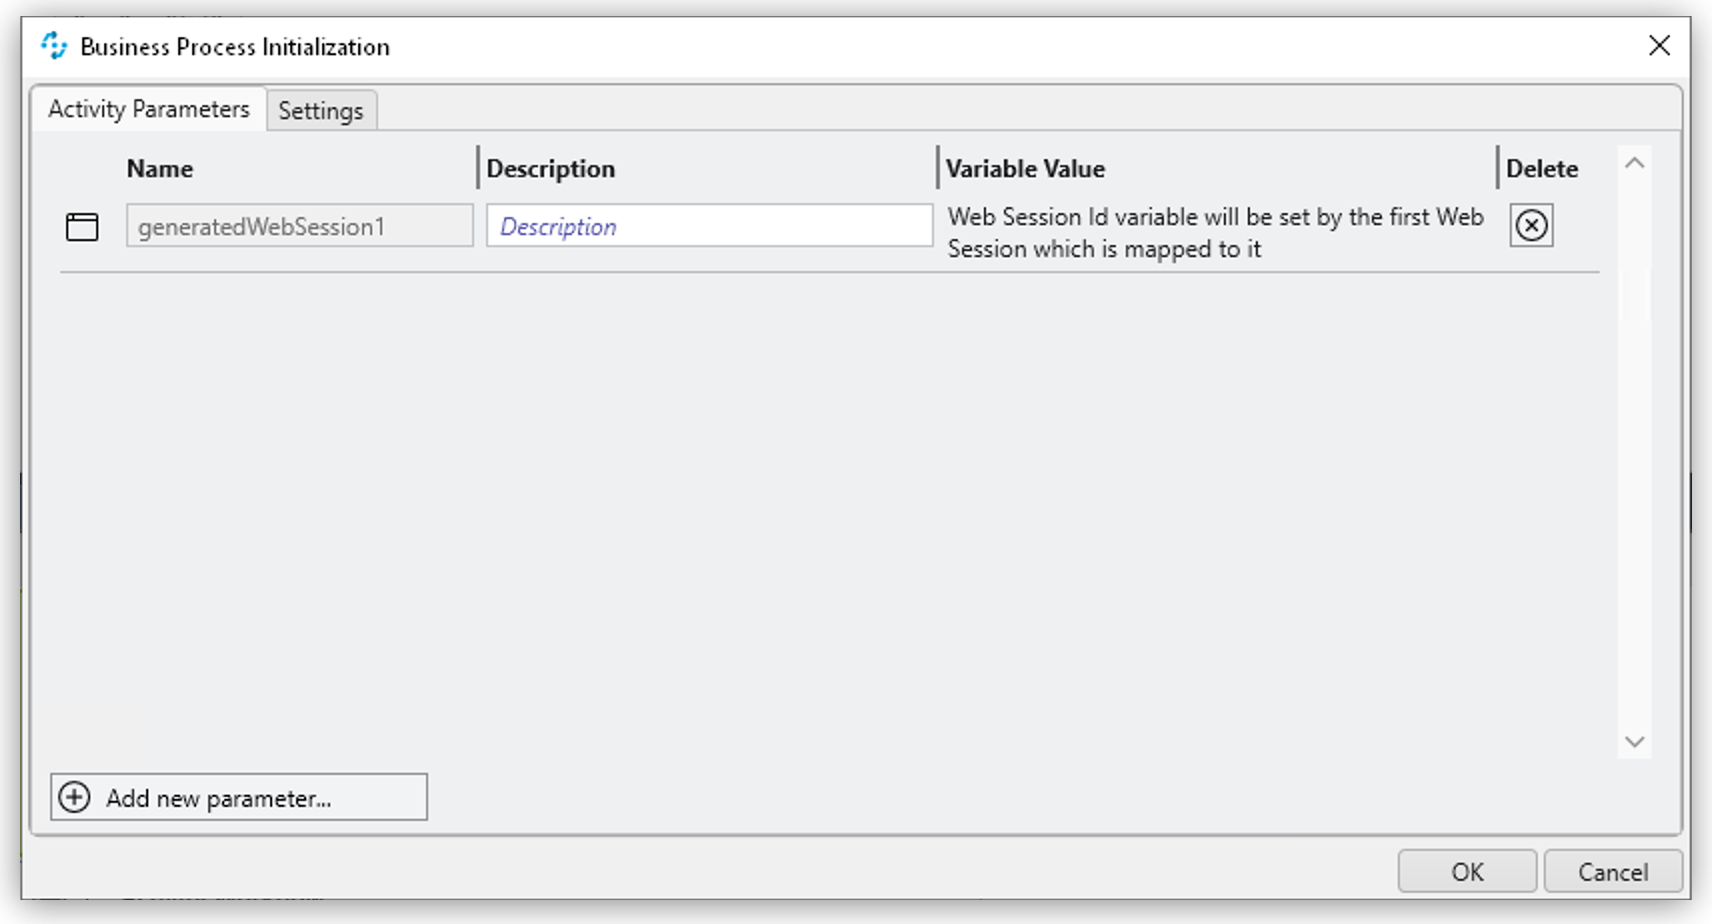 Business Process Initialization
Activity Parameters Settings
Name Description Variable Value Delete
generatedWebSession1 Description Web Session Id variable will be set by the first Web
Session which is mapped to it
Add new parameter...
OK Cancel